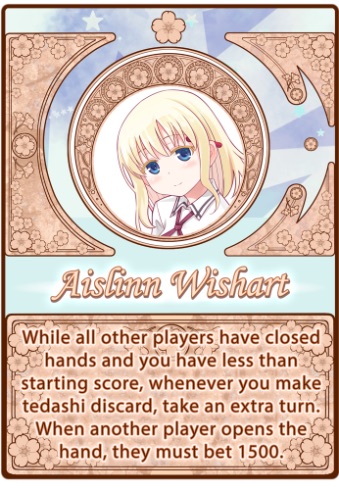 Aislinn Wishart
While all other players have closed
hands and you have less than
starting score, whenever you make
tedashi discard, take an extra turn.
When another player opens the
hand, they must bet 1500.